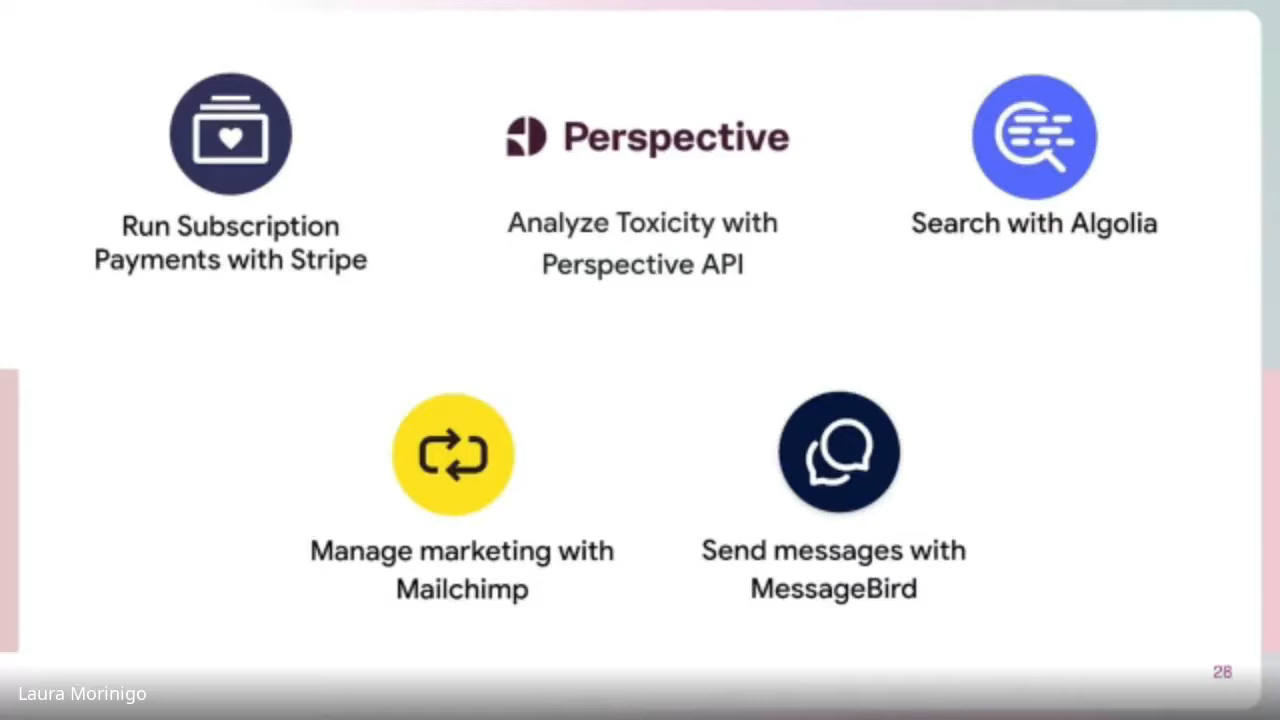 Perspective
Run Subscription
Payments with Stripe
Analyze Toxicity with
Perspective API
Search with Algolia
Manage marketing with
Mailchimp
Send messages with
MessageBird
28
Laura Morinigo